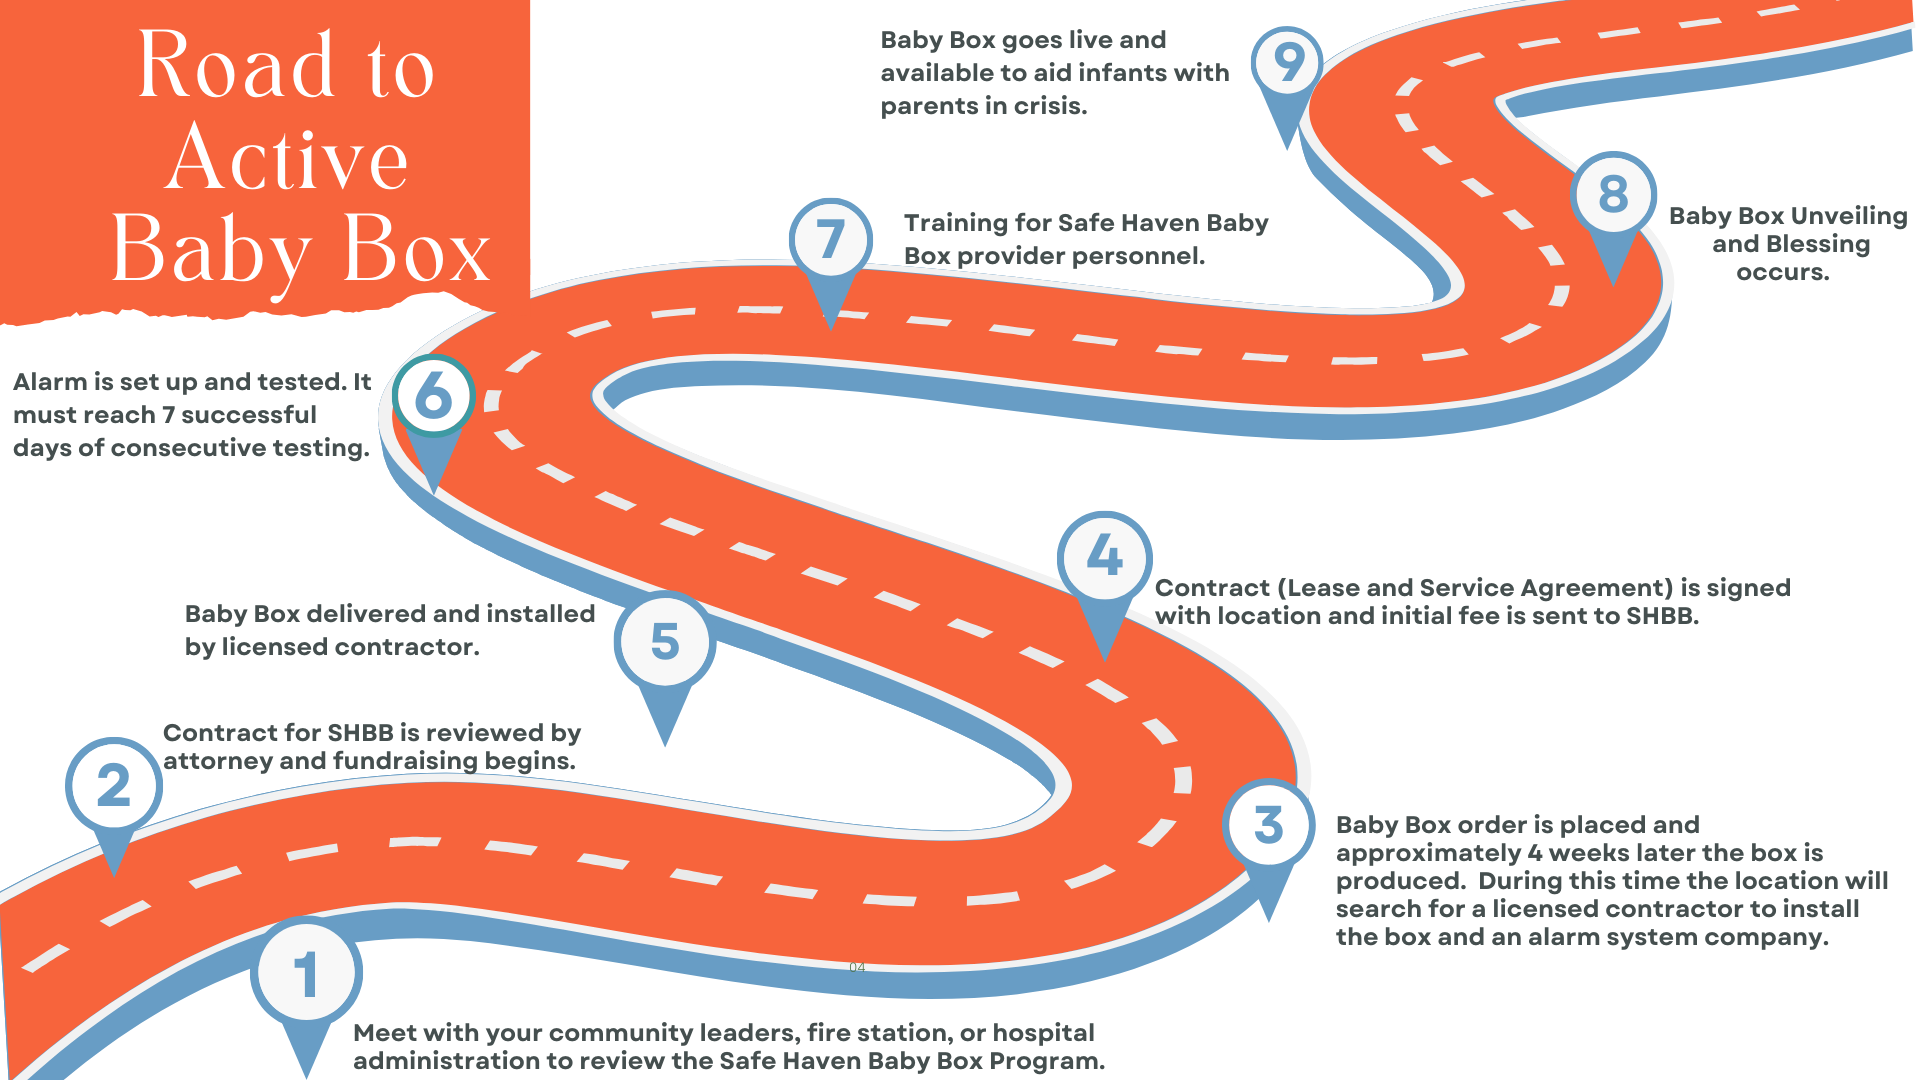 Road to
Active
Baby Box
9
Baby Box goes live and
available to aid infants with
parents in crisis.
8
Baby Box Unveiling
and Blessing
occurs.
7
Training for Safe Haven Baby
Box provider personnel.
6
Alarm is set up and tested. It
must reach 7 successful
days of consecutive testing.
4
Contract (Lease and Service Agreement) is signed
with location and initial fee is sent to SHBB.
5
Baby Box delivered and installed
by licensed contractor.
2
Contract for SHBB is reviewed by
attorney and fundraising begins.
3
Baby Box order is placed and
approximately 4 weeks later the box is
produced.  During this time the location will
search for a licensed contractor to install
the box and an alarm system company.
04
1
Meet with your community leaders, fire station, or hospital
administration to review the Safe Haven Baby Box Program.